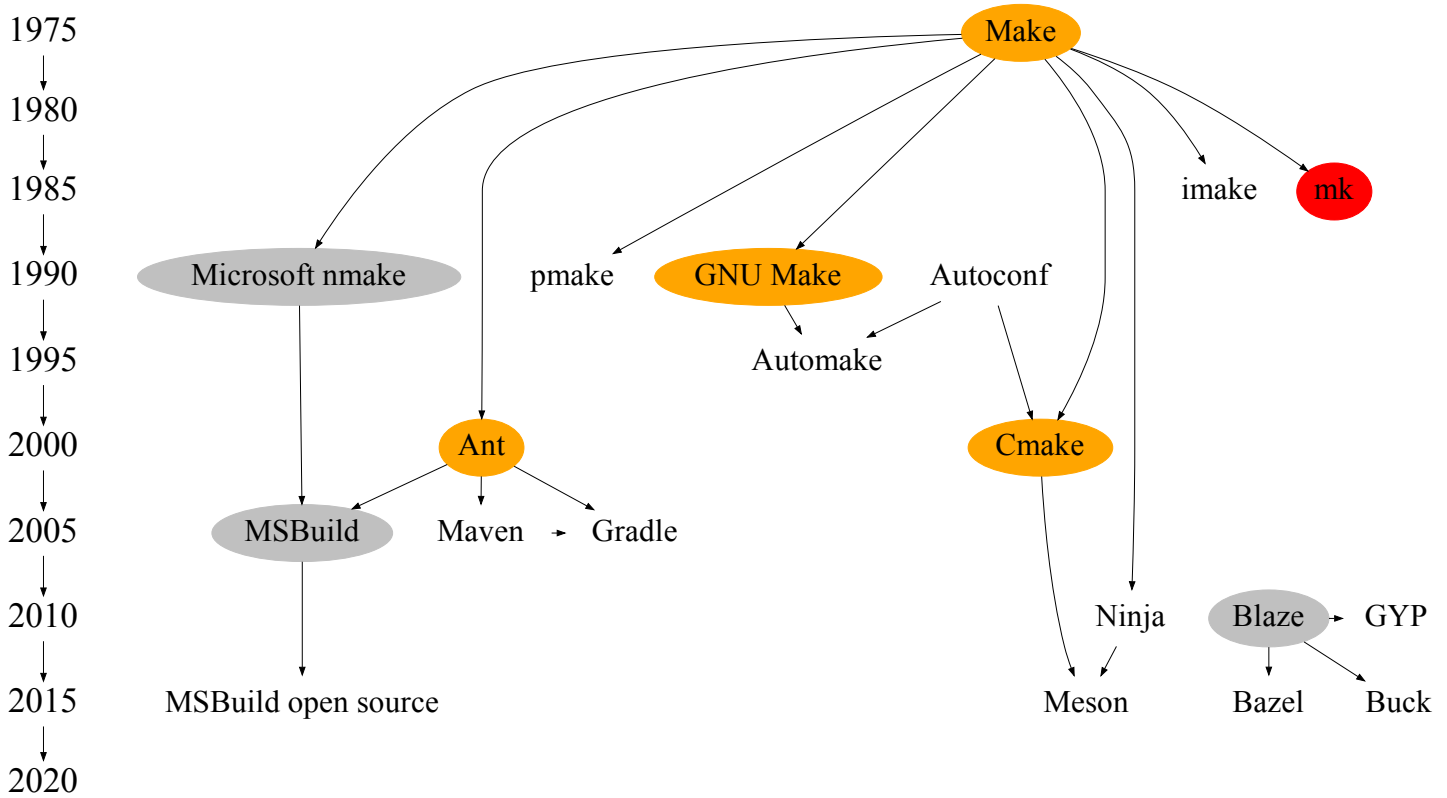 1975
Make
1980
1985
imake
mk
1990
Microsoft nmake
pmake
GNU Make
Autoconf
1995
Automake
2000
Ant
Cmake
2005
MSBuild
Maven
Gradle
2010
Ninja
Blaze
GYP
2015
MSBuild open source
Meson
Bazel
Buck
2020